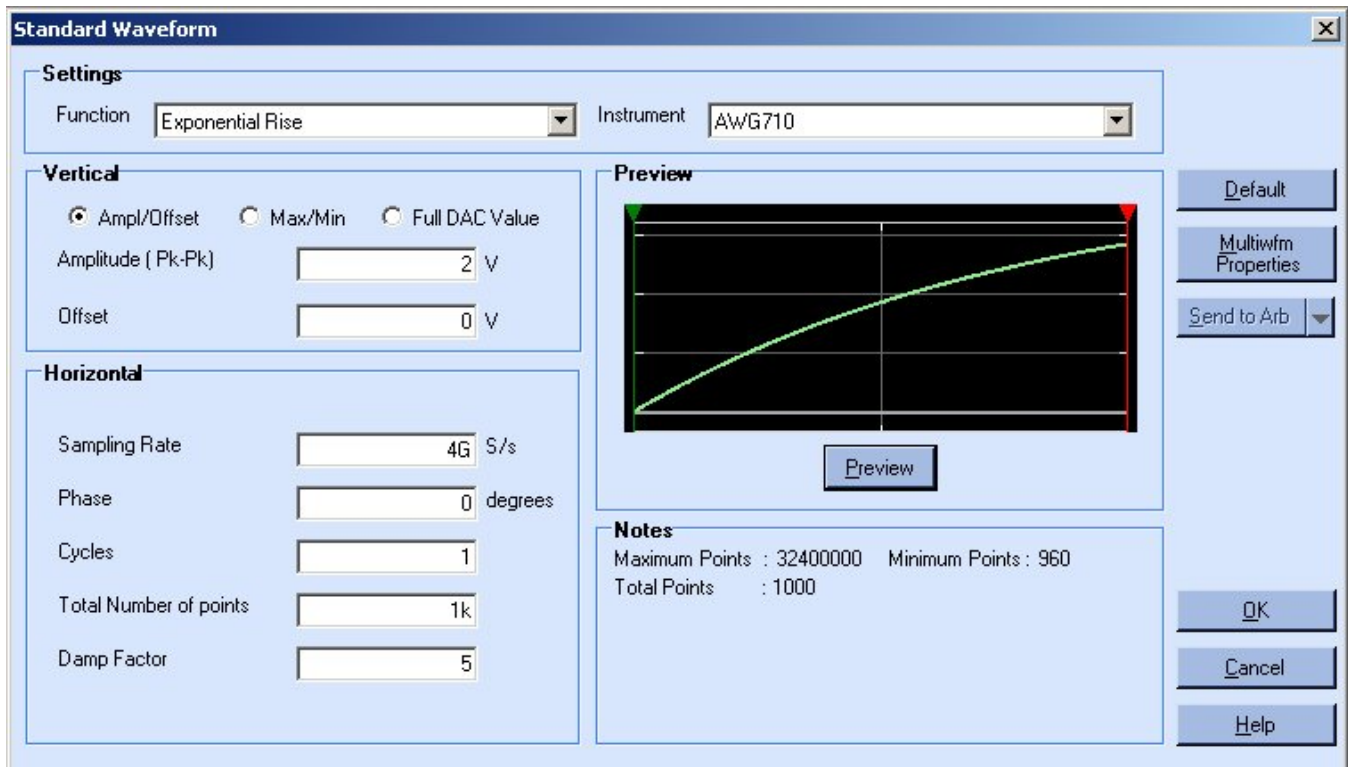 Standard Waveform
Settings
Function Exponential Rise Instrument AWG710
Vertical
Ampl/Offset Max/Min Full DAC Value
Amplitude ( Pk-Pk) 2 V
Offset 0 V
Horizontal
Sampling Rate 4G S/s
Phase 0 degrees
Cycles 1
Total Number of points 1k
Damp Factor 5
Preview
Preview
Notes
Maximum Points : 32400000 Minimum Points : 960
Total Points : 1000
Default
Multiwfm
Properties
Send to Arb
OK
Cancel
Help